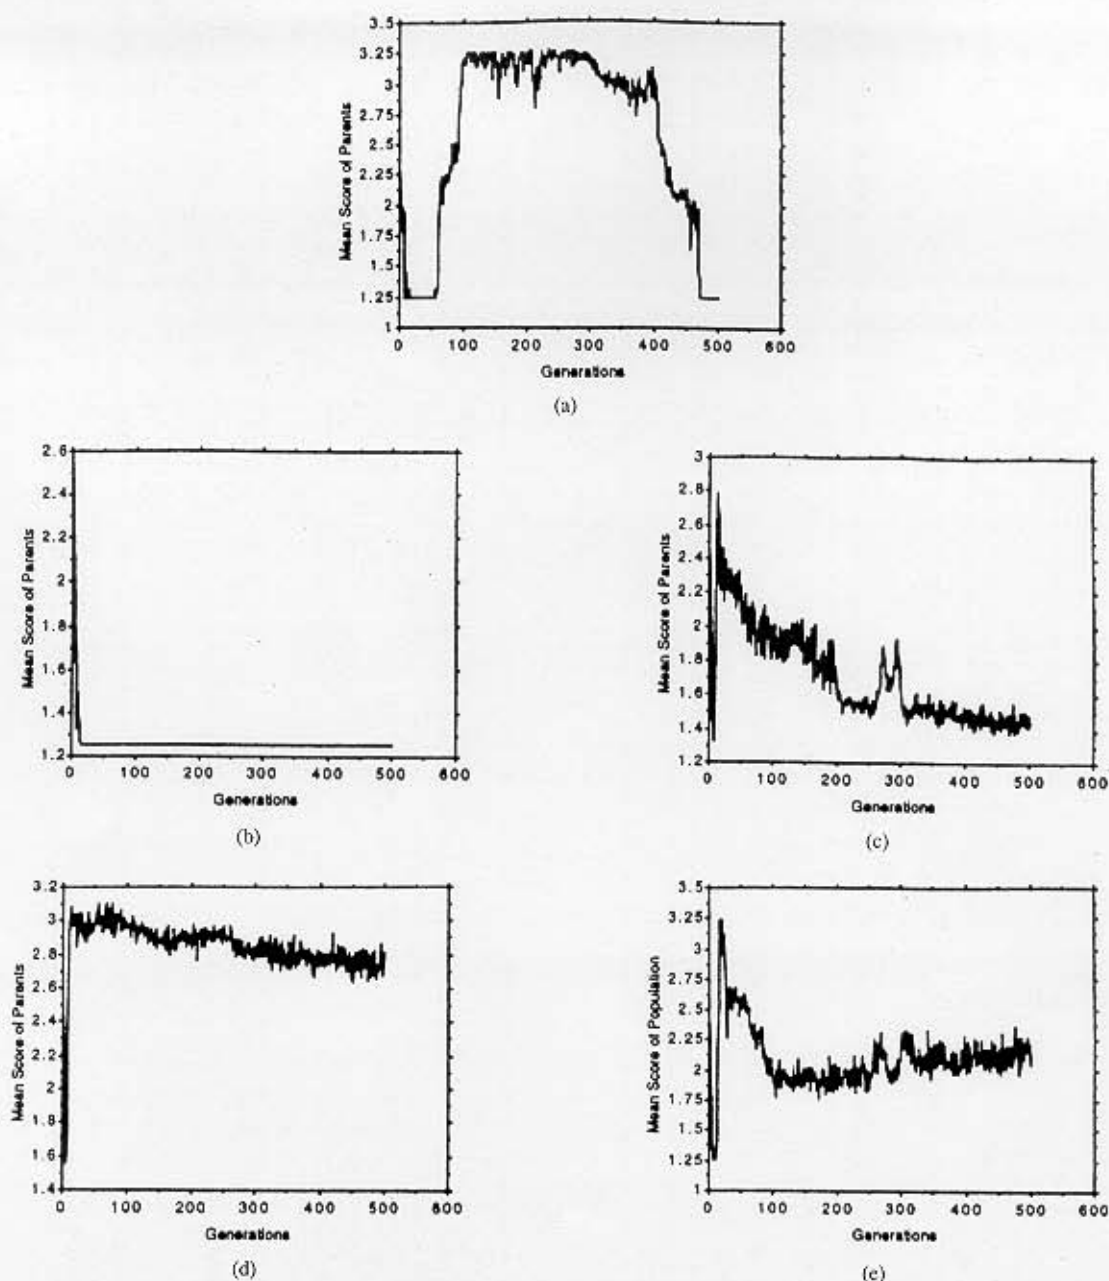 3.5
3.25
3
2.75
2.5
2.25
2
1.75
1.5
1.25
1
Mean Score of Parents
0 100 200 300 400 500 600
Generations
(a)
2.6
2.4
2.2
2
1.8
1.6
1.4
1.2
Mean Score of Parents
0 100 200 300 400 500 600
Generations
(b)
3
2.8
2.6
2.4
2.2
2
1.8
1.6
1.4
1.2
Mean Score of Parents
0 100 200 300 400 500 600
Generations
(c)
3.2
3
2.8
2.6
2.4
2.2
2
1.8
1.6
1.4
Mean Score of Parents
0 100 200 300 400 500 600
Generations
(d)
3.5
3.25
3
2.75
2.5
2.25
2
1.75
1.5
1.25
1
Mean Score of Population
0 100 200 300 400 500 600
Generations
(e)